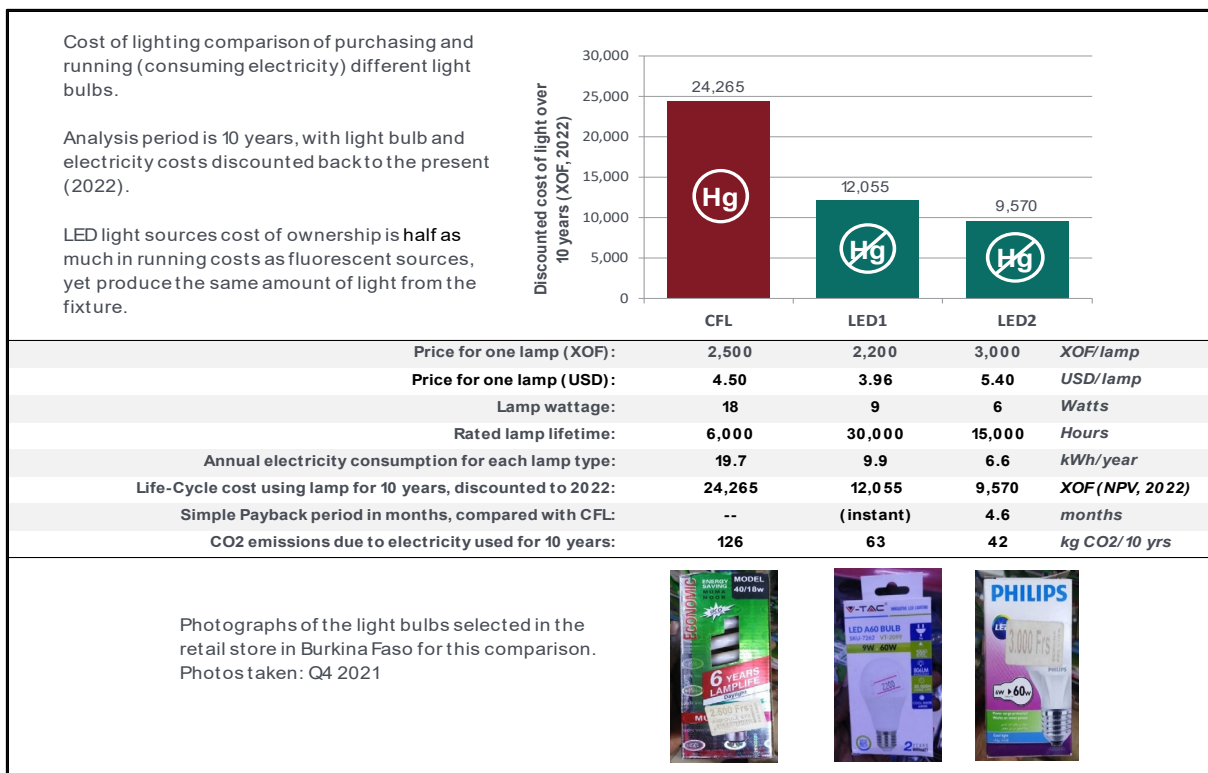 Cost of lighting comparison of purchasing and
running (consuming electricity) different light
bulbs.
Analysis period is 10 years, with light bulb and
electricity costs discounted back to the present
(2022).
LED light sources cost of ownership is half as
much in running costs as fluorescent sources,
yet produce the same amount of light from the
fixture.
Discounted cost of light over
10 years (XOF, 2022)
30,000
25,000
20,000
15,000
10,000
5,000
0
24,265
12,055
9,570
Hg
Hg
Hg
CFL LED1 LED2
Price for one lamp (XOF): 2,500 2,200 3,000 XOF/lamp
Price for one lamp (USD): 4.50 3.96 5.40 USD/lamp
Lamp wattage: 18 9 6 Watts
Rated lamp lifetime: 6,000 30,000 15,000 Hours
Annual electricity consumption for each lamp type: 19.7 9.9 6.6 kWh/year
Life-Cycle cost using lamp for 10 years, discounted to 2022: 24,265 12,055 9,570 XOF (NPV, 2022)
Simple Payback period in months, compared with CFL: -- (instant) 4.6 months
CO2 emissions due to electricity used for 10 years: 126 63 42 kg CO2/10 yrs
Photographs of the light bulbs selected in the
retail store in Burkina Faso for this comparison.
Photos taken: Q4 2021
ECONOMIC
ENERGY
SAVING
MODEL
40/18w
eco
6 YEARS
LAMPLIFE
Daylight
2.500 Frs
V-TAC
LED A60 BULB
9W 60W
806LM
2 YEARS
PHILIPS
LED
3.000 Frs
PHILIPS
6w 60w